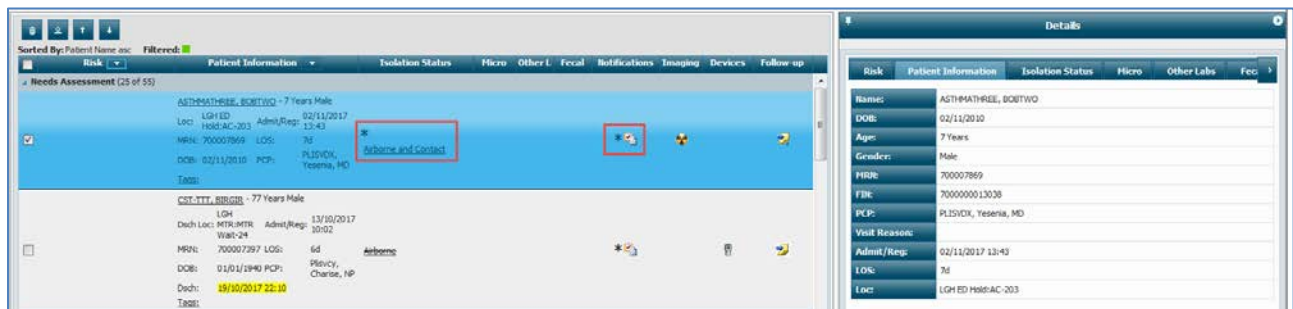 Sorted By: Patient Name asc Filtered:
Risk Patient Information Isolation Status Micro Other L Fecal Notifications Imaging Devices Follow-up
Needs Assessment (25 of 55)
ASTHMATHREE, BOBTWO - 7 Years Male
Loc: LGH ED Hold:AC-203 Admit/Reg: 02/11/2017 13:43
MRN: 700007869 LOS: 7d
*
Airborne and Contact
*
DOB: 02/11/2010 PCP: PLISVDX, Yesenia, MD
Tags:
CST-TTT, BIRGIR - 77 Years Male
Dsch Loc: LGH MTR:MTR Wait-24 Admit/Reg: 13/10/2017 10:02
MRN: 700007397 LOS: 6d
Airborne
*
DOB: 01/01/1940 PCP: Plisvcy, Charise, NP
Dsch: 19/10/2017 22:10
Tags:
Details
Risk Patient Information Isolation Status Micro Other Labs
Name: ASTHMATHREE, BOBTWO
DOB: 02/11/2010
Age: 7 Years
Gender: Male
MRN: 700007869
FIN: 7000000013038
PCP: PLISVDX, Yesenia, MD
Visit Reason:
Admit/Reg: 02/11/2017 13:43
LOS: 7d
Loc: LGH ED Hold:AC-203